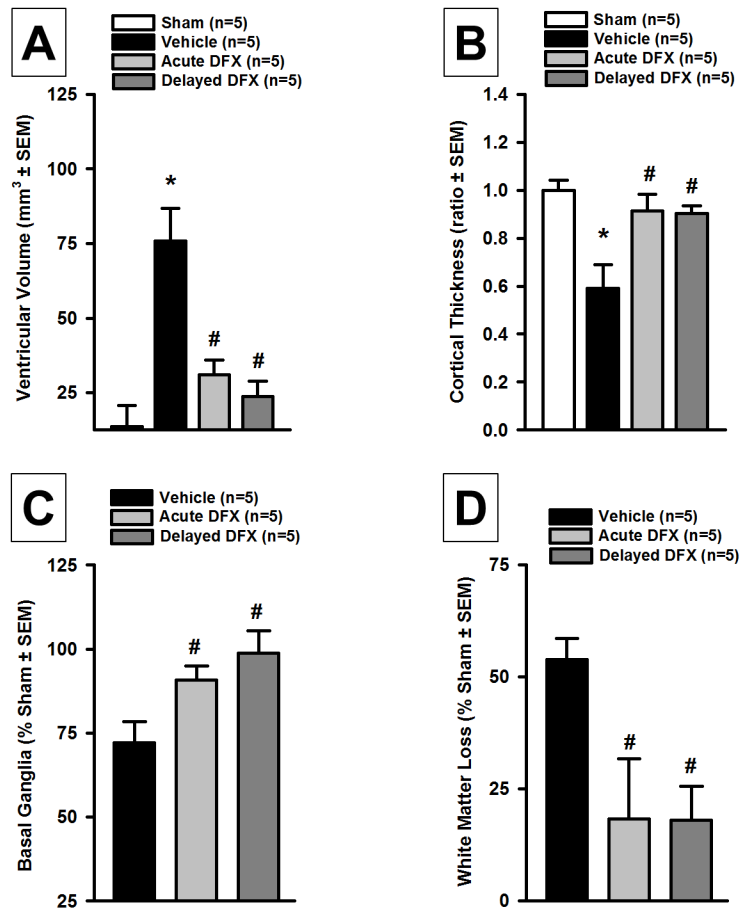 A
Sham (n=5)
Vehicle (n=5)
Acute DFX (n=5)
Delayed DFX (n=5)
Ventricular Volume (mm³ ± SEM)
125
100
75
50
25
*
#
#
B
Sham (n=5)
Vehicle (n=5)
Acute DFX (n=5)
Delayed DFX (n=5)
Cortical Thickness (ratio ± SEM)
1.4
1.2
1.0
0.8
0.6
0.4
0.2
0.0
*
#
#
C
Vehicle (n=5)
Acute DFX (n=5)
Delayed DFX (n=5)
Basal Ganglia (% Sham ± SEM)
125
100
75
50
25
#
#
D
Vehicle (n=5)
Acute DFX (n=5)
Delayed DFX (n=5)
White Matter Loss (% Sham ± SEM)
75
50
25
0
#
#